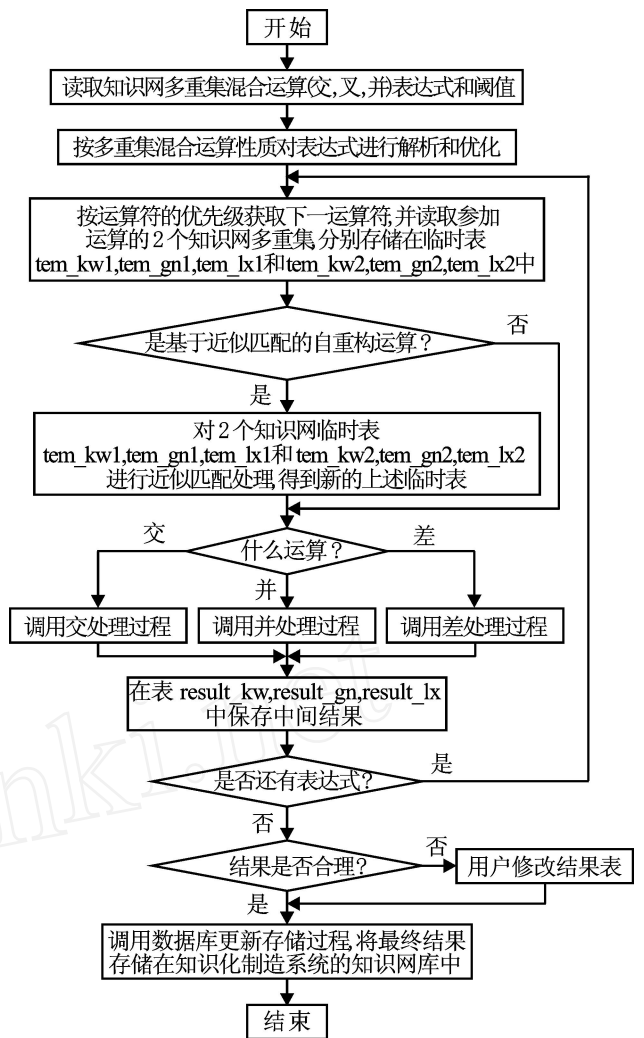 开始
读取知识网多重集混合运算(交,叉,并)表达式和阈值
按多重集混合运算性质对表达式进行解析和优化
按运算符的优先级获取下一运算符,并读取参加
运算的2个知识网多重集,分别存储在临时表
tem_kw1,tem_gn1,tem_lx1和tem_kw2,tem_gn2,tem_lx2中
是基于近似匹配的自重构运算?
否
是
对2个知识网临时表
tem_kw1,tem_gn1,tem_lx1和tem_kw2,tem_gn2,tem_lx2
进行近似匹配处理,得到新的上述临时表
交
什么运算?
差
并
调用交处理过程
调用并处理过程
调用差处理过程
在表 result_kw,result_gn,result_lx
中保存中间结果
是否还有表达式?
是
否
结果是否合理?
否
用户修改结果表
是
调用数据库更新存储过程,将最终结果
存储在知识化制造系统的知识网库中
结束
nki.net